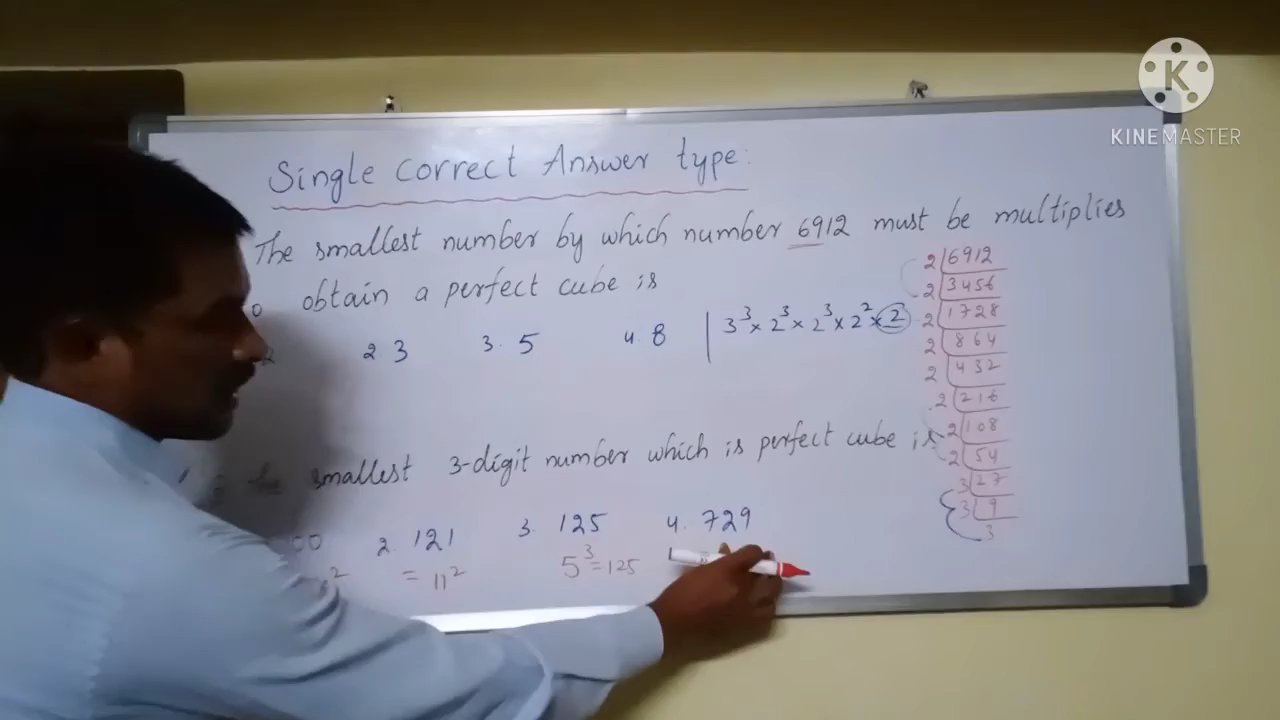 KINEMASTER
Single Correct Answer type:
The smallest number by which number 6912 must be multiplies
obtain a perfect cube is
2. 3 3. 5 4. 8
3³ × 2³ × 2³ × 2² × 2
2 6912
2 3456
2 1728
2 864
2 432
2 216
2 108
2 54
3 27
3 9
3
smallest 3-digit number which is perfect cube is
2. 121 3. 125 4. 729
= 11² 5³ = 125